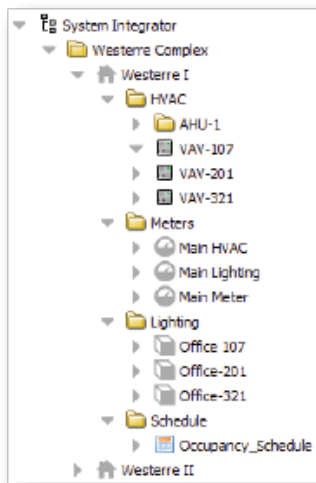 System Integrator
Westerre Complex
Westerre I
HVAC
AHU-1
VAV-107
VAV-201
VAV-321
Meters
Main HVAC
Main Lighting
Main Meter
Lighting
Office 107
Office-201
Office-321
Schedule
Occupancy_Schedule
Westerre II